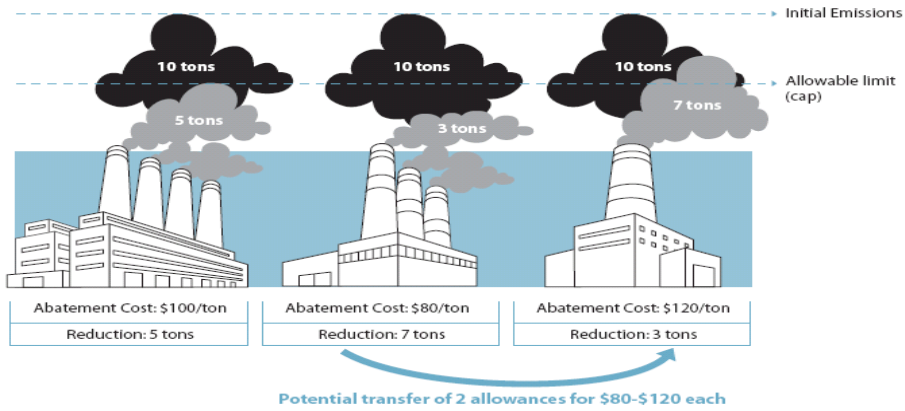 Initial Emissions
10 tons
10 tons
10 tons
Allowable limit
(cap)
5 tons
3 tons
7 tons
Abatement Cost: $100/ton
Reduction: 5 tons
Abatement Cost: $80/ton
Reduction: 7 tons
Abatement Cost: $120/ton
Reduction: 3 tons
Potential transfer of 2 allowances for $80-$120 each